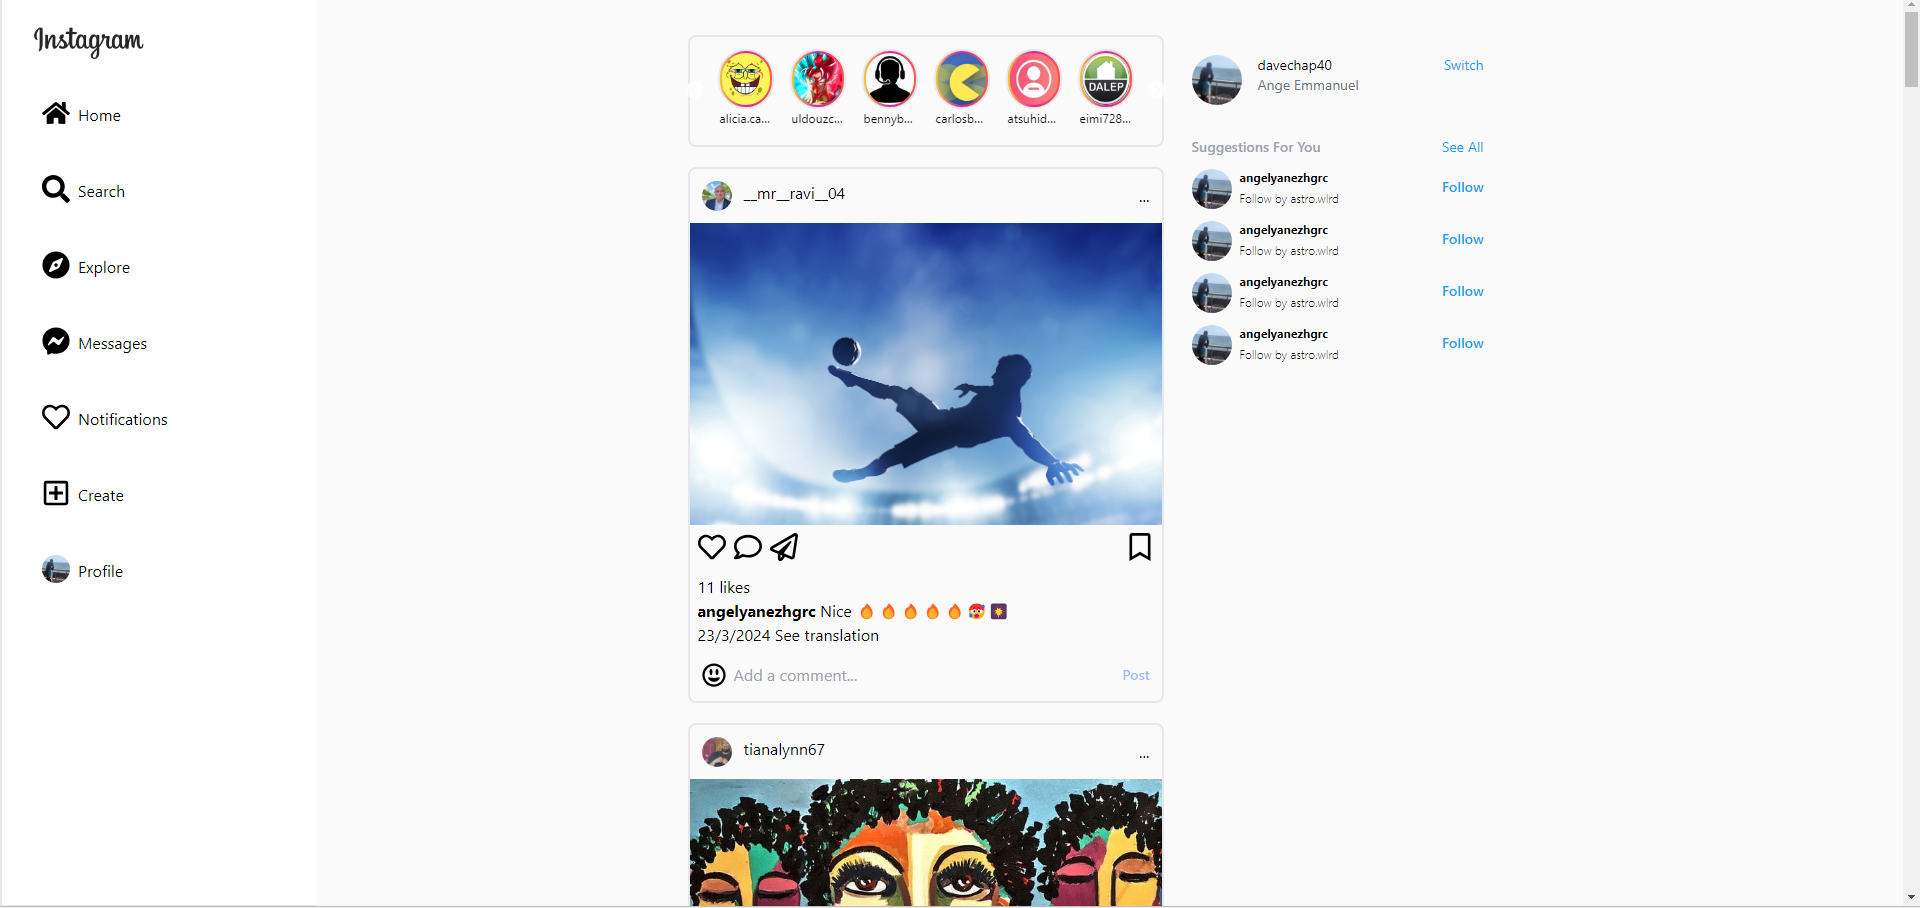 Instagram
Home
Search
Explore
Messages
Notifications
Create
Profile
alicia.ca...
uldouzc...
bennyb...
carlosb...
atsuhid...
DALEP
eimi728...
__mr__ravi__04
...
11 likes
angelyanezhgrc Nice 🔥 🔥 🔥 🔥 🔥 🥵 🎇
23/3/2024 See translation
Add a comment...
Post
tianalynn67
...
davechap40
Switch
Ange Emmanuel
Suggestions For You
See All
angelyanezhgrc
Follow by astro.wlrd
Follow
angelyanezhgrc
Follow by astro.wlrd
Follow
angelyanezhgrc
Follow by astro.wlrd
Follow
angelyanezhgrc
Follow by astro.wlrd
Follow